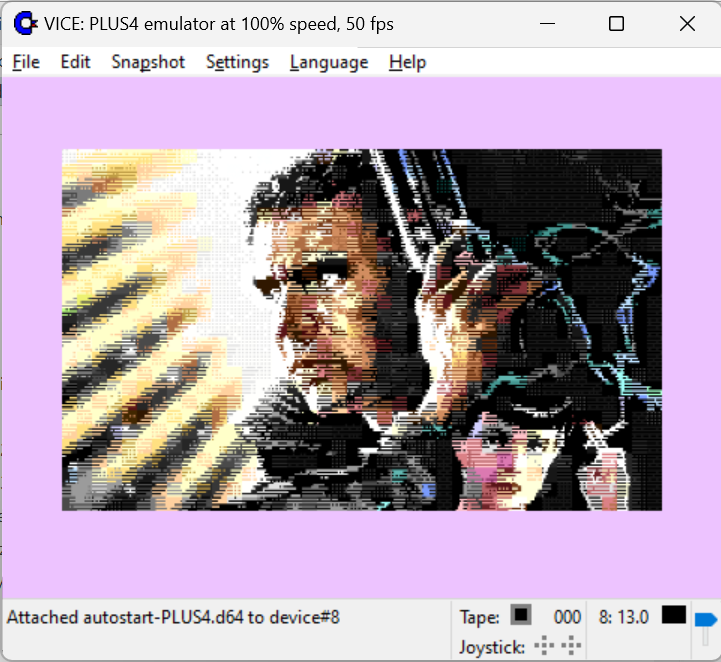 VICE: PLUS4 emulator at 100% speed, 50 fps
File Edit Snapshot Settings Language Help
Attached autostart-PLUS4.d64 to device#8
Tape: 000 8: 13.0
Joystick: